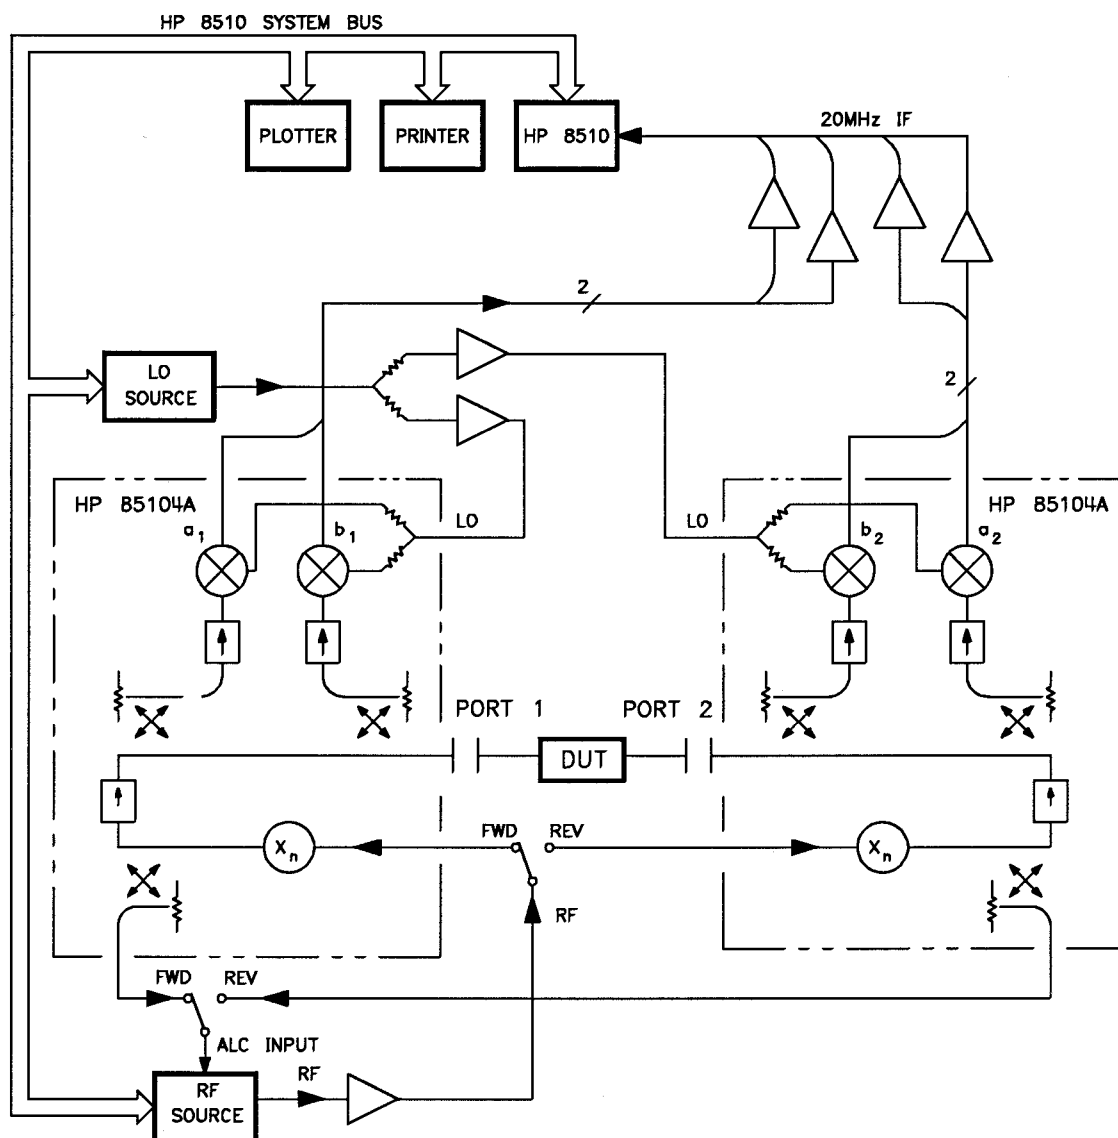 HP 8510 SYSTEM BUS
PLOTTER
PRINTER
HP 8510
20MHz IF
2
LO
SOURCE
2
HP 85104A
HP 85104A
a1
b1
LO
LO
b2
a2
PORT 1
PORT 2
DUT
Xn
FWD
REV
Xn
RF
FWD
REV
ALC INPUT
RF
SOURCE
RF